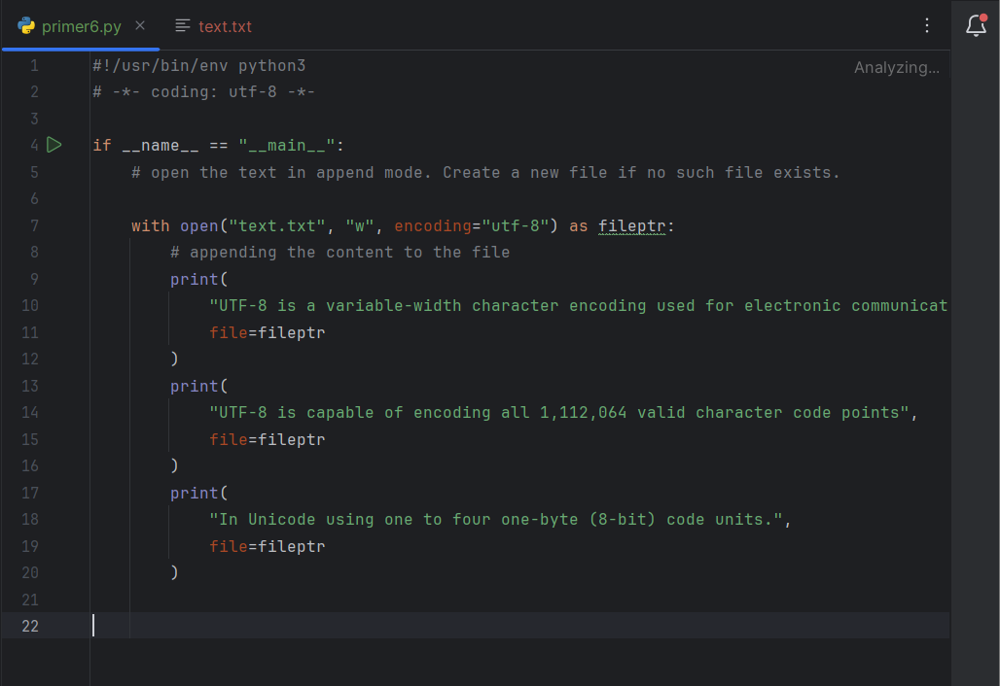 primer6.py
text.txt
Analyzing...
1 #!/usr/bin/env python3
2 # -*- coding: utf-8 -*-
3
4 if __name__ == "__main__":
5     # open the text in append mode. Create a new file if no such file exists.
6
7     with open("text.txt", "w", encoding="utf-8") as fileptr:
8         # appending the content to the file
9         print(
10             "UTF-8 is a variable-width character encoding used for electronic communicat
11             file=fileptr
12         )
13         print(
14             "UTF-8 is capable of encoding all 1,112,064 valid character code points",
15             file=fileptr
16         )
17         print(
18             "In Unicode using one to four one-byte (8-bit) code units.",
19             file=fileptr
20         )
21
22